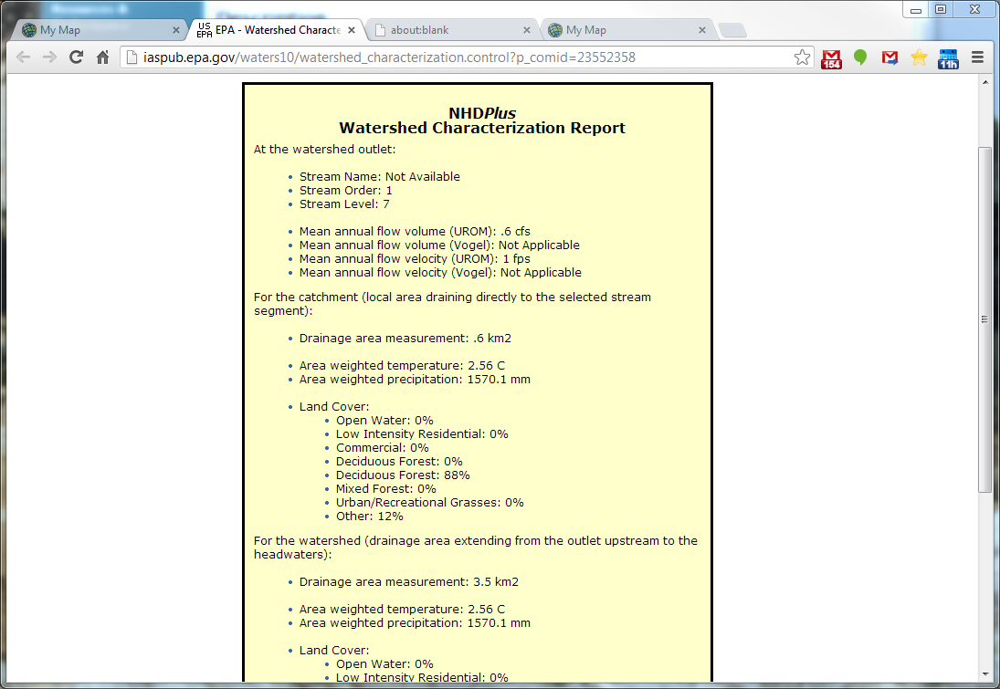 My Map
US EPA EPA - Watershed Characte
about:blank
My Map
iaspub.epa.gov/waters10/watershed_characterization.control?p_comid=23552358
154
11h
NHDPlus
Watershed Characterization Report
At the watershed outlet:
• Stream Name: Not Available
• Stream Order: 1
• Stream Level: 7
• Mean annual flow volume (UROM): .6 cfs
• Mean annual flow volume (Vogel): Not Applicable
• Mean annual flow velocity (UROM): 1 fps
• Mean annual flow velocity (Vogel): Not Applicable
For the catchment (local area draining directly to the selected stream
segment):
• Drainage area measurement: .6 km2
• Area weighted temperature: 2.56 C
• Area weighted precipitation: 1570.1 mm
• Land Cover:
• Open Water: 0%
• Low Intensity Residential: 0%
• Commercial: 0%
• Deciduous Forest: 0%
• Deciduous Forest: 88%
• Mixed Forest: 0%
• Urban/Recreational Grasses: 0%
• Other: 12%
For the watershed (drainage area extending from the outlet upstream to the
headwaters):
• Drainage area measurement: 3.5 km2
• Area weighted temperature: 2.56 C
• Area weighted precipitation: 1570.1 mm
• Land Cover:
• Open Water: 0%
• Low Intensity Residential: 0%